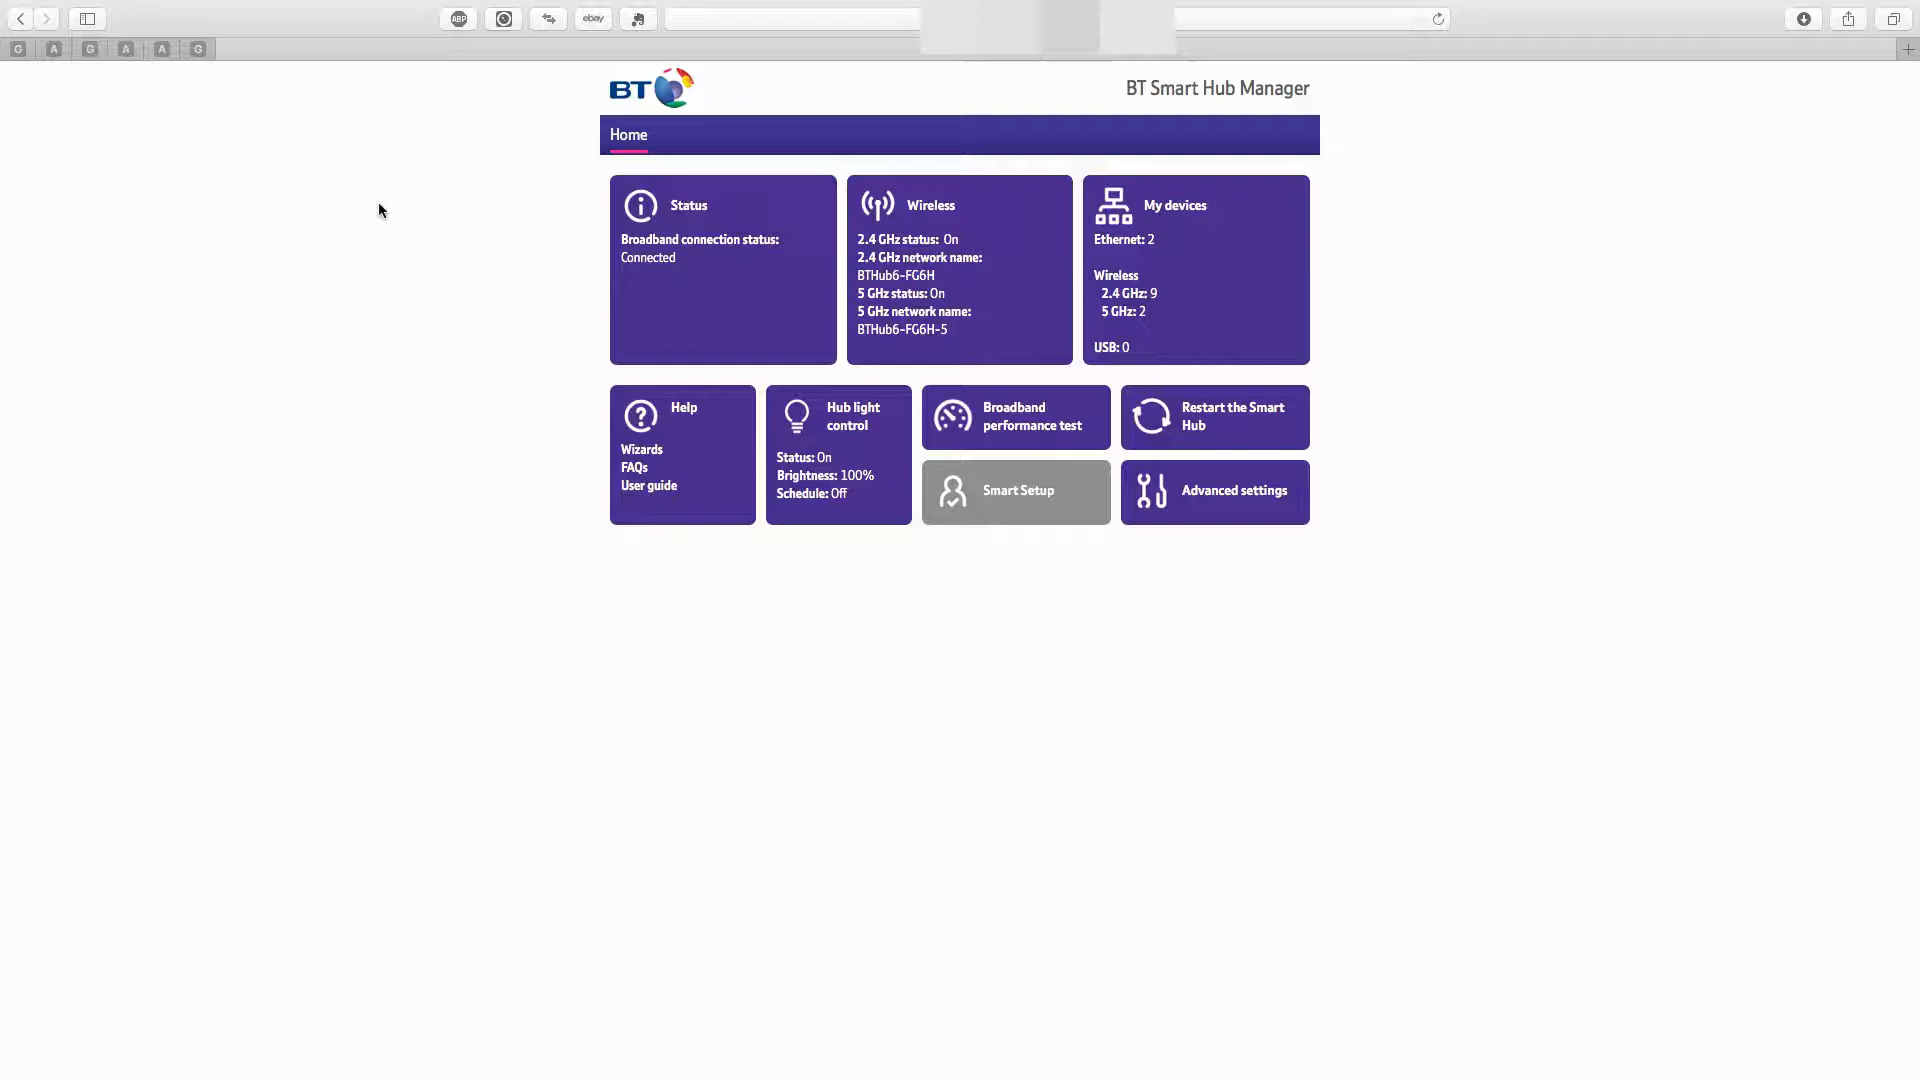 ABP
ebay
G A G A A G
BT
BT Smart Hub Manager
Home
Status
Broadband connection status:
Connected
Wireless
2.4 GHz status: On
2.4 GHz network name:
BTHub6-FG6H
5 GHz status: On
5 GHz network name:
BTHub6-FG6H-5
My devices
Ethernet: 2
Wireless
2.4 GHz: 9
5 GHz: 2
USB: 0
Help
Wizards
FAQs
User guide
Hub light
control
Status: On
Brightness: 100%
Schedule: Off
Broadband
performance test
Restart the Smart
Hub
Smart Setup
Advanced settings